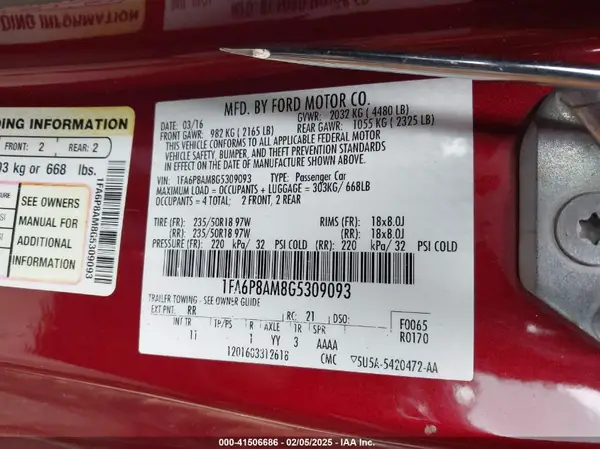 DING INFORMATION
FRONT: 2 REAR: 2
93 kg or 668 lbs.
SEE OWNERS
MANUAL FOR
ADDITIONAL
INFORMATION
1FA6P8AM8G5309093
MFD. BY FORD MOTOR CO.
DATE: 03/16 GVWR: 2032 KG ( 4480 LB)
FRONT GAWR: 982 KG ( 2165 LB) REAR GAWR: 1055 KG ( 2325 LB)
THIS VEHICLE CONFORMS TO ALL APPLICABLE FEDERAL MOTOR
VEHICLE SAFETY, BUMPER, AND THEFT PREVENTION STANDARDS
IN EFFECT ON THE DATE OF MANUFACTURE SHOWN ABOVE.
VIN: 1FA6P8AM8G5309093 TYPE: Passenger Car
MAXIMUM LOAD = OCCUPANTS + LUGGAGE = 303KG/ 668LB
OCCUPANTS = 4 TOTAL: 2 FRONT, 2 REAR
TIRE (FR): 235/50R18 97W RIMS (FR): 18x8.0J
(RR): 235/50R18 97W (RR): 18x8.0J
PRESSURE (FR): 220 kPa/ 32 PSI COLD (RR): 220 kPa/ 32 PSI COLD
1FA6P8AM8G5309093
TRAILER TOWING - SEE OWNER GUIDE
EXT PNT: RR RC: 21 DSO: F0065
INT TR TP/PS R AXLE TR SPR R0170
11 1 YY 3 AAAA
1201603312618 CMC SU5A-5420472-AA
00-41506686 - 02/05/2025 - IAA Inc.